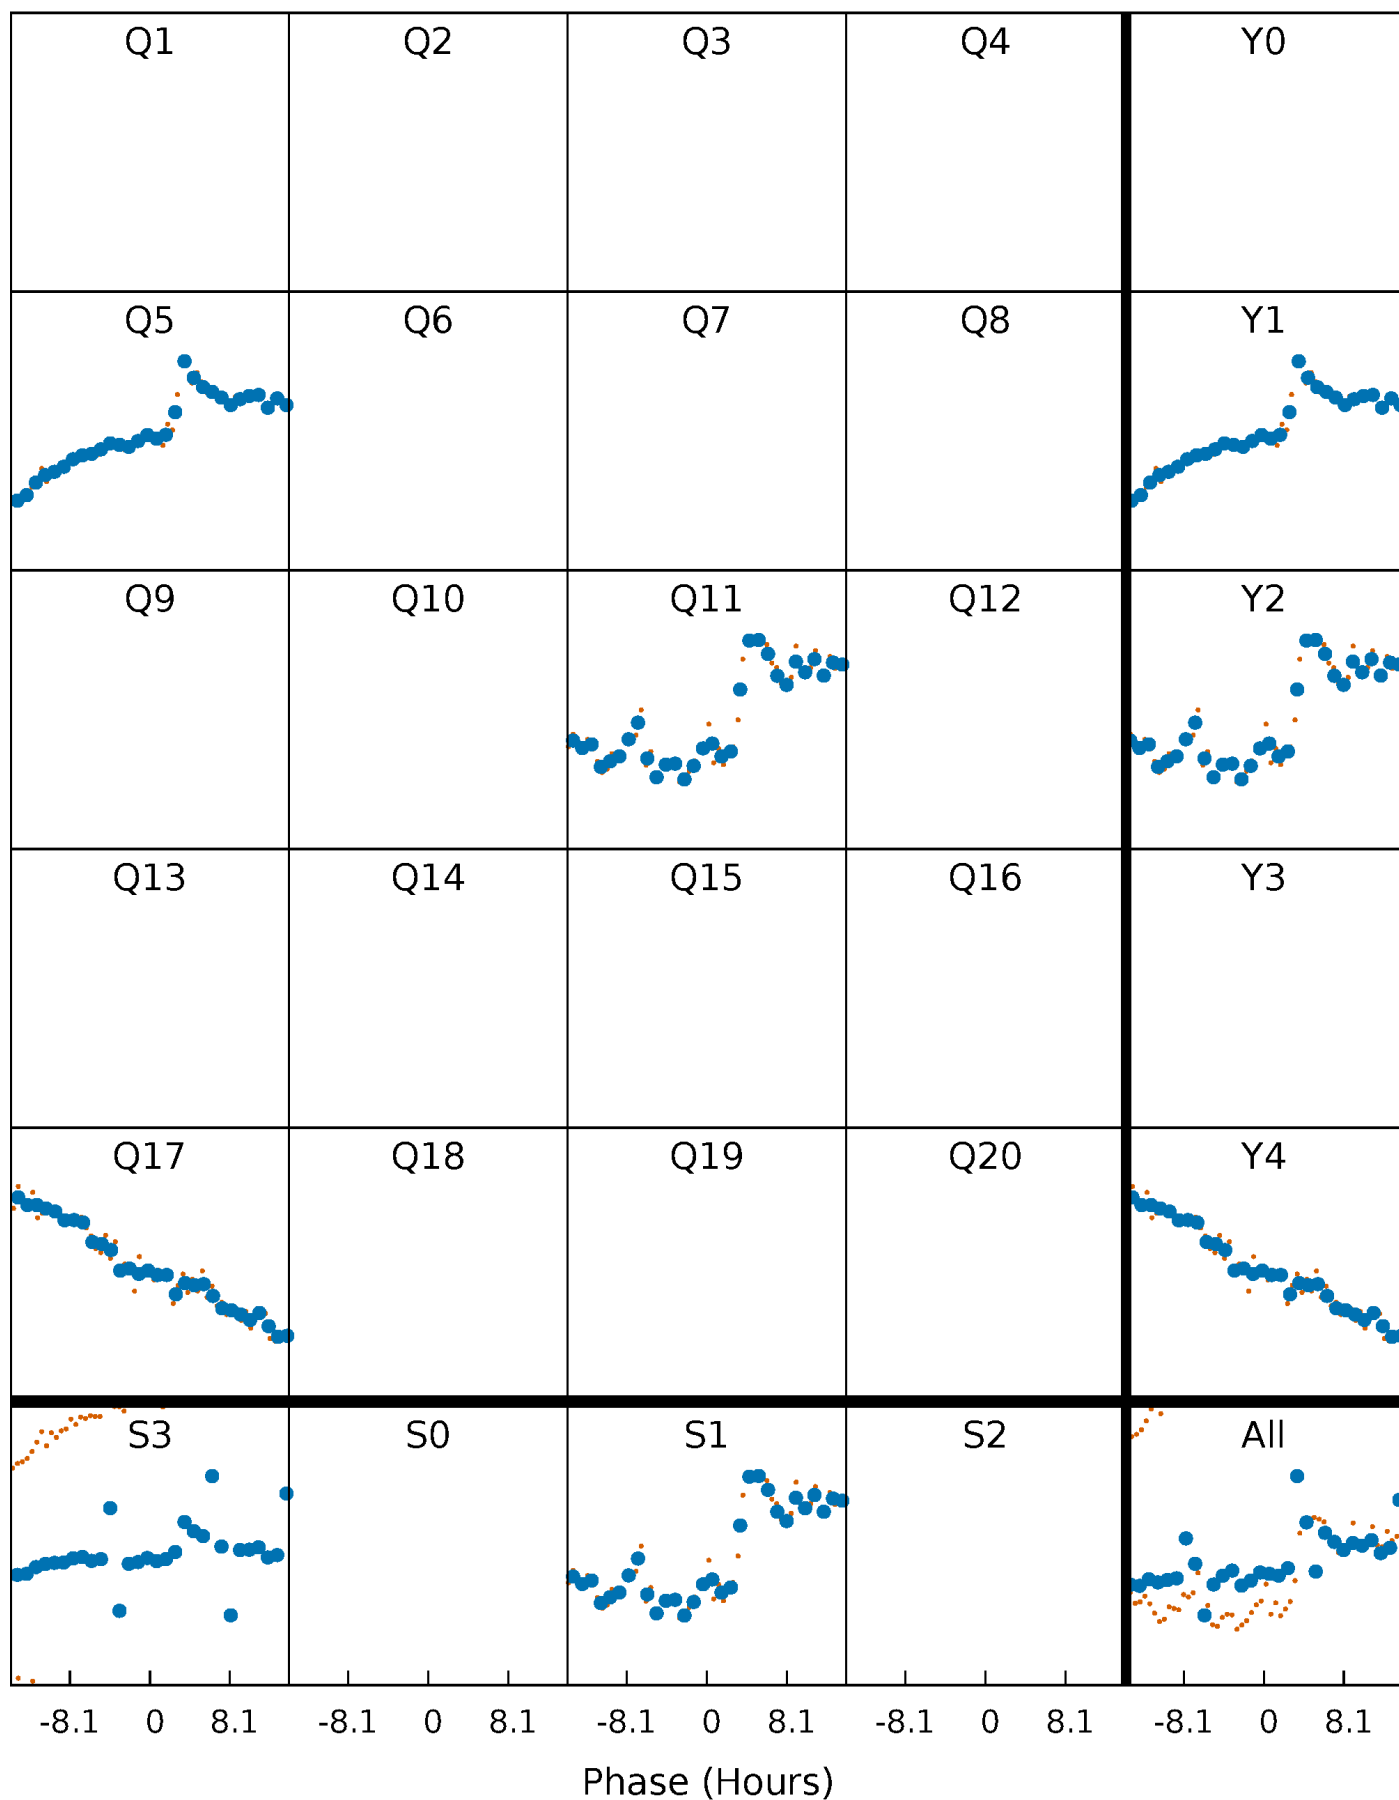 Q1 Q2 Q3 Q4 Y0
Q5 Q6 Q7 Q8 Y1
Q9 Q10 Q11 Q12 Y2
Q13 Q14 Q15 Q16 Y3
Q17 Q18 Q19 Q20 Y4
S3 S0 S1 S2 All
-8.1 0 8.1 -8.1 0 8.1 -8.1 0 8.1 -8.1 0 8.1 -8.1 0 8.1
Phase (Hours)